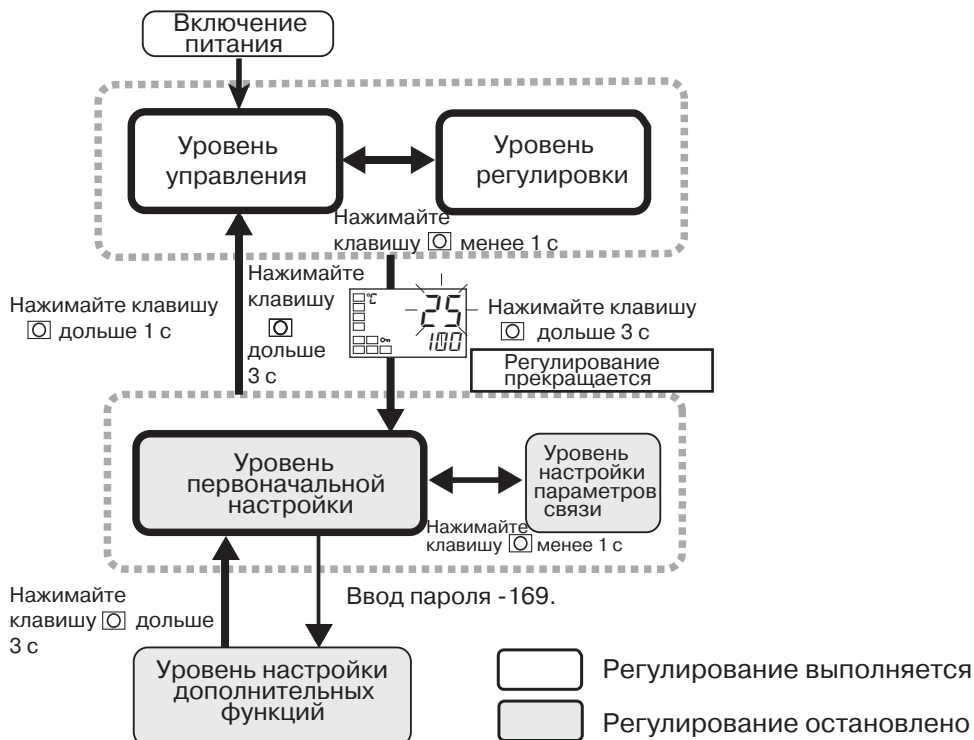 Включение
питания
Уровень
управления
Уровень
регулировки
Нажимайте
клавишу менее 1 с
Нажимайте клавишу
дольше 1 с
Нажимайте
клавишу
дольше
3 с
°C
25
100
Нажимайте клавишу
дольше 3 с
Регулирование
прекращается
Уровень
первоначальной
настройки
Уровень
настройки
параметров
связи
Нажимайте
клавишу менее 1 с
Нажимайте
клавишу дольше
3 с
Ввод пароля -169.
Уровень настройки
дополнительных
функций
Регулирование выполняется
Регулирование остановлено